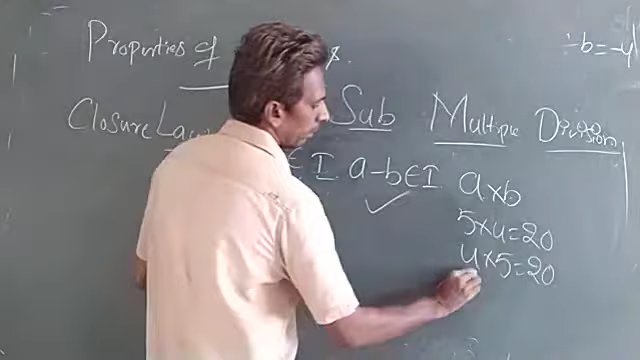 Properties of
÷b=-4
Closure Law Sub Multiple Division
∈ I a-b∈I a×b
5×4=20
4×5=20